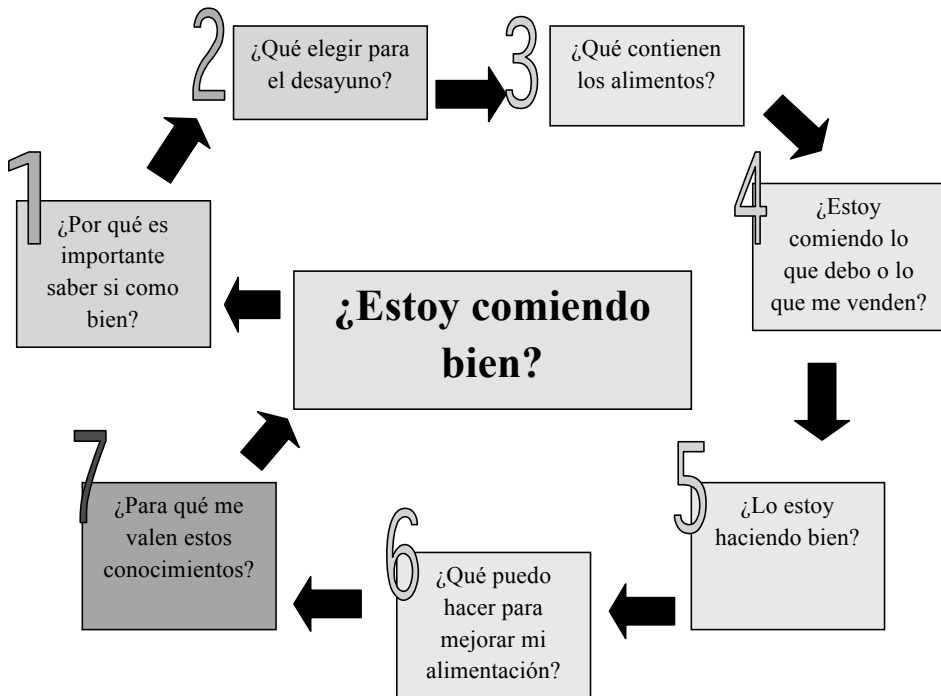 ¿Estoy comiendo
bien?
1
¿Por qué es
importante
saber si como
bien?
2
¿Qué elegir para
el desayuno?
3
¿Qué contienen
los alimentos?
4
¿Estoy
comiendo lo
que debo o lo
que me venden?
5
¿Lo estoy
haciendo bien?
6
¿Qué puedo
hacer para
mejorar mi
alimentación?
7
¿Para qué me
valen estos
conocimientos?